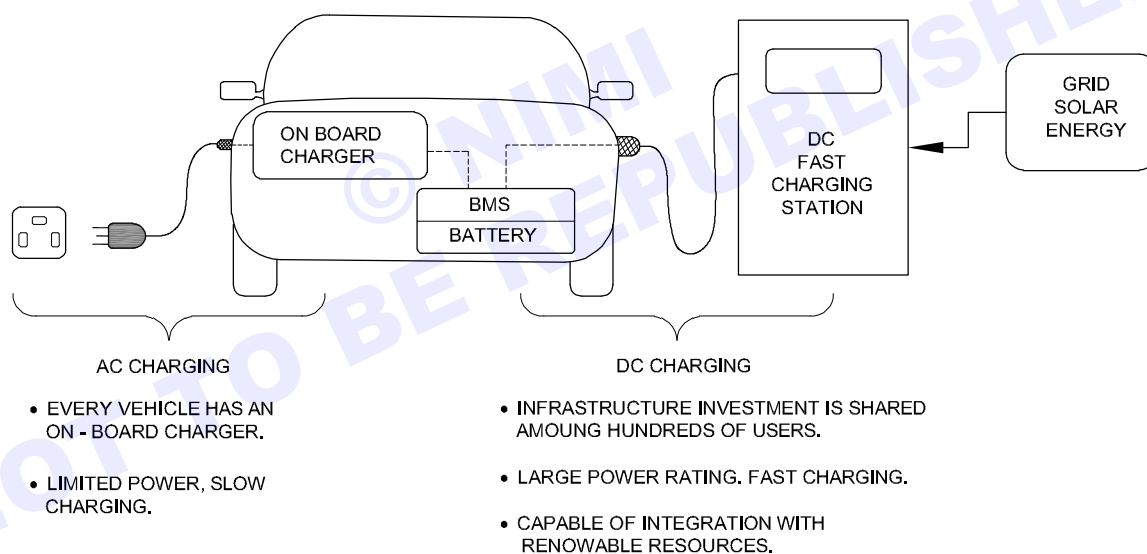 ON BOARD
CHARGER
BMS
BATTERY
DC
FAST
CHARGING
STATION
GRID
SOLAR
ENERGY
AC CHARGING
• EVERY VEHICLE HAS AN
ON - BOARD CHARGER.
• LIMITED POWER, SLOW
CHARGING.
DC CHARGING
• INFRASTRUCTURE INVESTMENT IS SHARED
AMOUNG HUNDREDS OF USERS.
• LARGE POWER RATING. FAST CHARGING.
• CAPABLE OF INTEGRATION WITH
RENOWABLE RESOURCES.
© NIMI
NOT TO BE REPUBLISHE